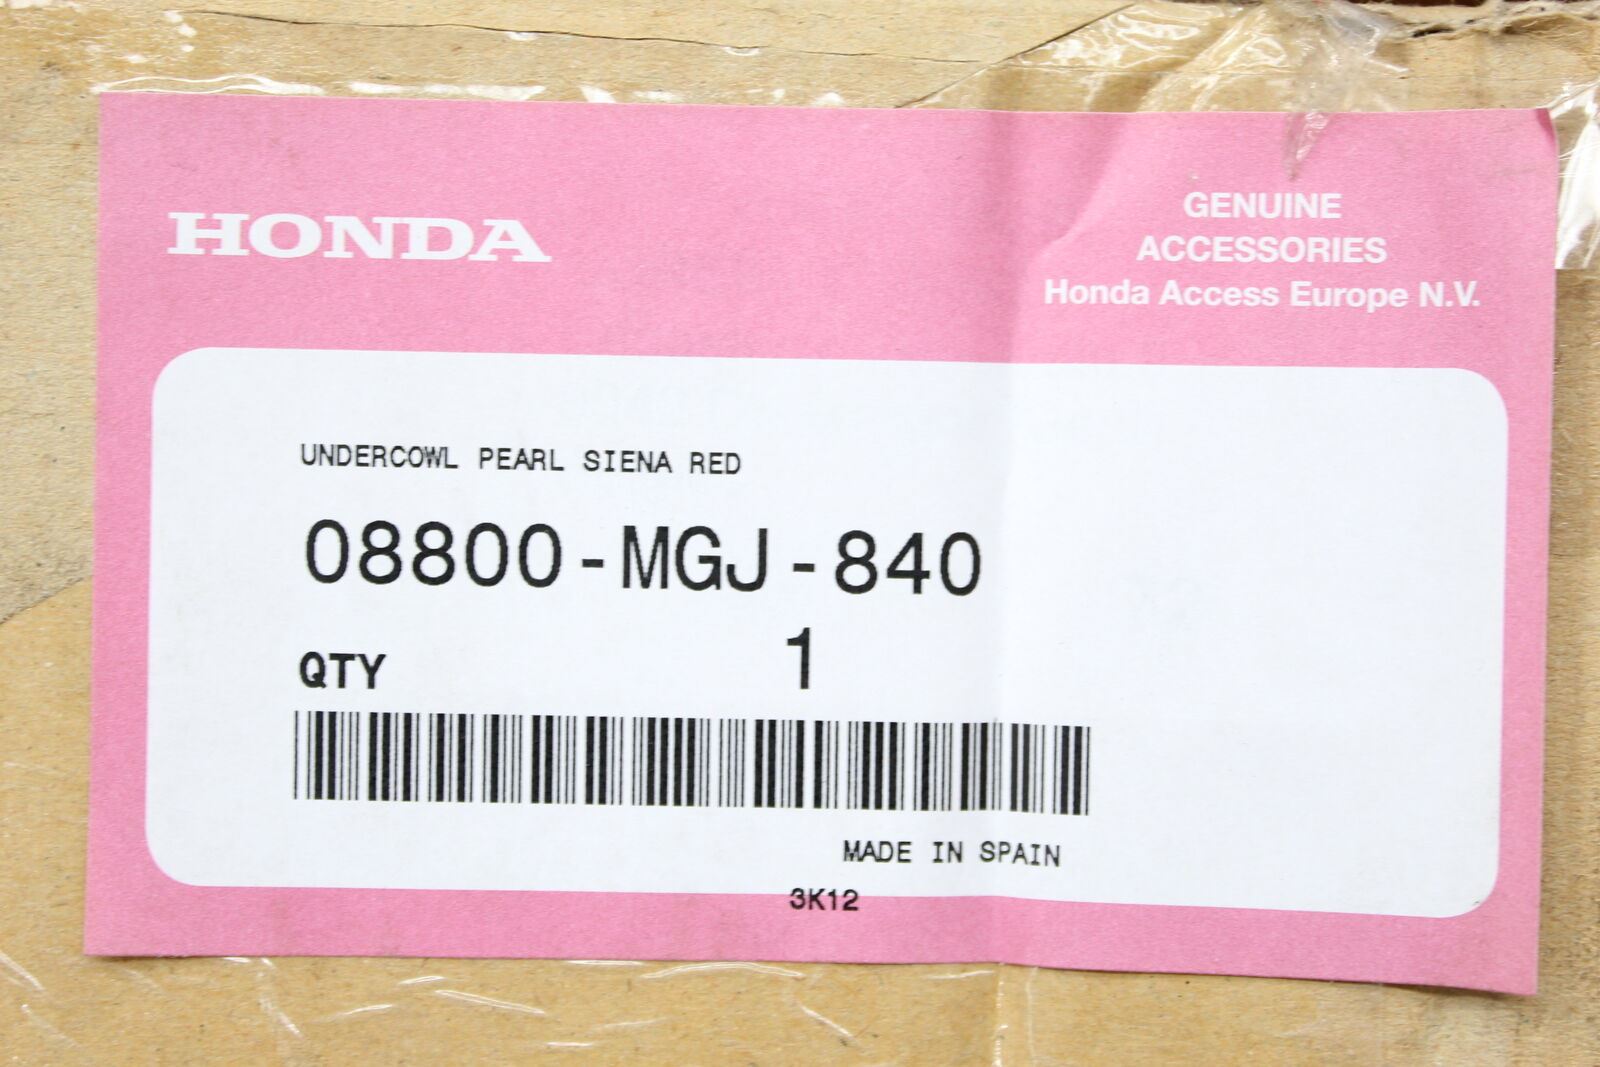 HONDA
GENUINE
ACCESSORIES
Honda Access Europe N.V.
UNDERCOWL PEARL SIENA RED
08800-MGJ-840
QTY 1
MADE IN SPAIN
3K12